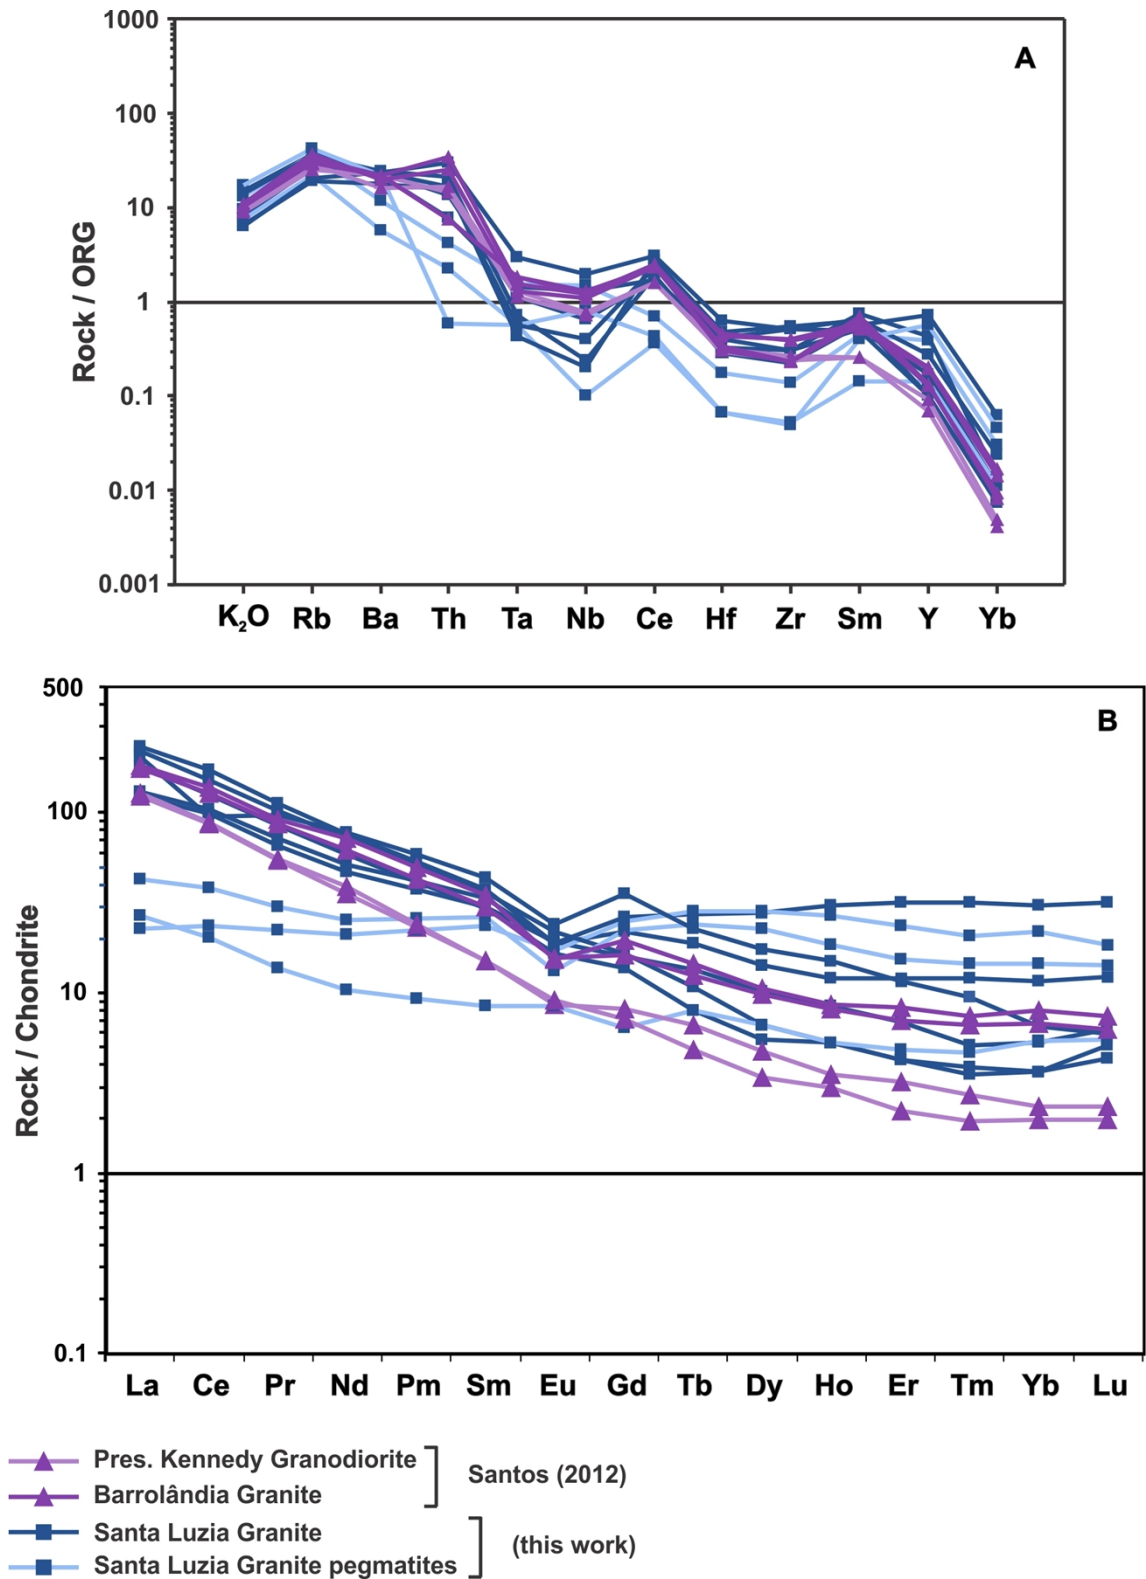 1000
A
100
10
1
0.1
0.01
0.001
Rock / ORG
K₂O Rb Ba Th Ta Nb Ce Hf Zr Sm Y Yb
500
B
100
10
1
0.1
Rock / Chondrite
La Ce Pr Nd Pm Sm Eu Gd Tb Dy Ho Er Tm Yb Lu
Pres. Kennedy Granodiorite
Barrolândia Granite
Santos (2012)
Santa Luzia Granite
Santa Luzia Granite pegmatites
(this work)